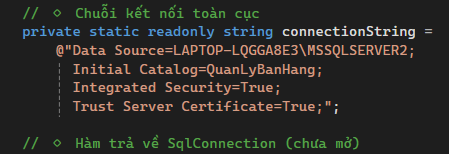 // ◇ Chuỗi kết nối toàn cục
private static readonly string connectionString =
@"Data Source=LAPTOP-LQGGA8E3\MSSQLSERVER2;
Initial Catalog=QuanLyBanHang;
Integrated Security=True;
Trust Server Certificate=True;";
// ◇ Hàm trả về SqlConnection (chưa mở)